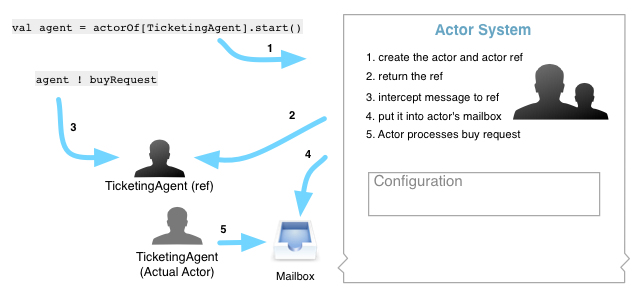 val agent = actorOf[TicketingAgent].start()
1
agent ! buyRequest
3
2
4
TicketingAgent (ref)
5
TicketingAgent
(Actual Actor)
Mailbox
Actor System
1. create the actor and actor ref
2. return the ref
3. intercept message to ref
4. put it into actor's mailbox
5. Actor processes buy request
Configuration